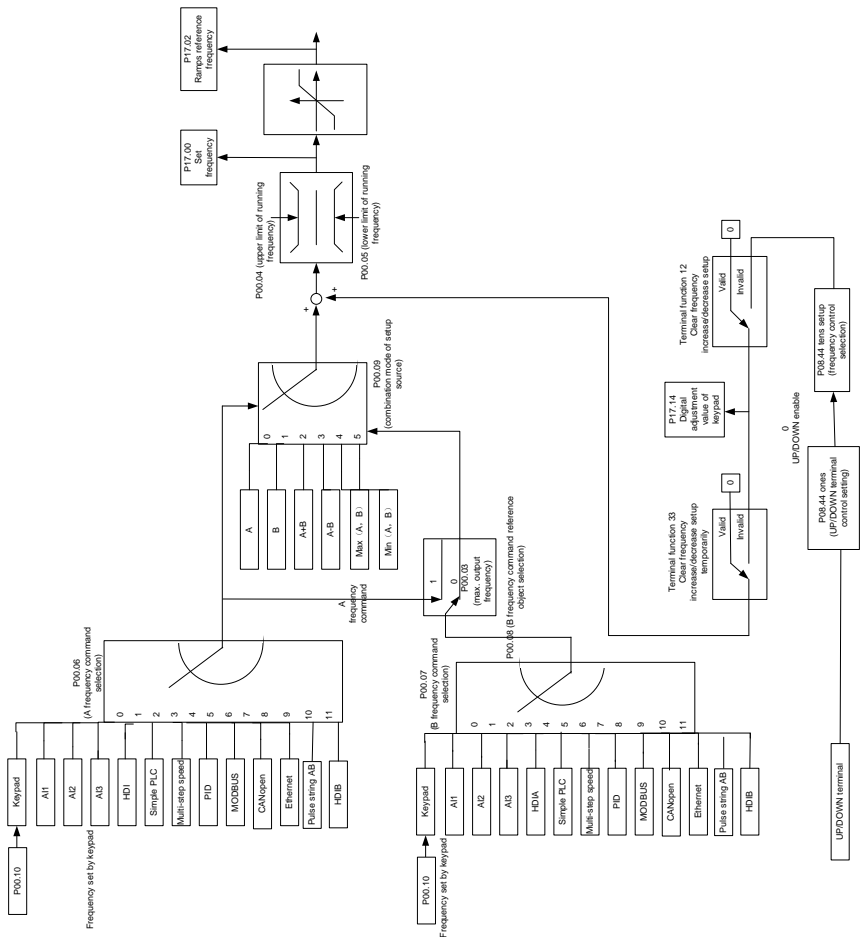 P17.02
Ramps reference
frequency
P17.00
Set
frequency
P00.04 (upper limit of running
frequency)
P00.05 (lower limit of running
frequency)
+
+
P00.09
(combination mode of setup
source)
0
1
2
3
4
5
A
B
A+B
A-B
Max（A，B）
Min（A，B）
A
frequency
command
1
0
P00.03
(max. output
frequency)
P00.08 (B frequency command reference
object selection)
P00.06
(A frequency command
selection)
0
1
2
3
4
5
6
7
8
9
10
11
Keypad
AI1
AI2
AI3
HDI
Simple PLC
Multi-step speed
PID
MODBUS
CANopen
Ethernet
Pulse string AB
HDIB
P00.10
Frequency set by keypad
P00.07
(B frequency command
selection)
0
1
2
3
4
5
6
7
8
9
10
11
Keypad
AI1
AI2
AI3
HDIA
Simple PLC
Multi-step speed
PID
MODBUS
CANopen
Ethernet
Pulse string AB
HDIB
P00.10
Frequency set by keypad
Terminal function 12
Clear frequency
increase/decrease setup
Valid
Invalid
0
P17.14
Digital
adjustment
value of
keypad
Terminal function 33
Clear frequency
increase/decrease setup
temporarily
Valid
Invalid
0
0
UP/DOWN enable
P08.44 tens setup
(frequency control
selection)
P08.44 ones
(UP/DOWN terminal
control setting)
UP/DOWN terminal